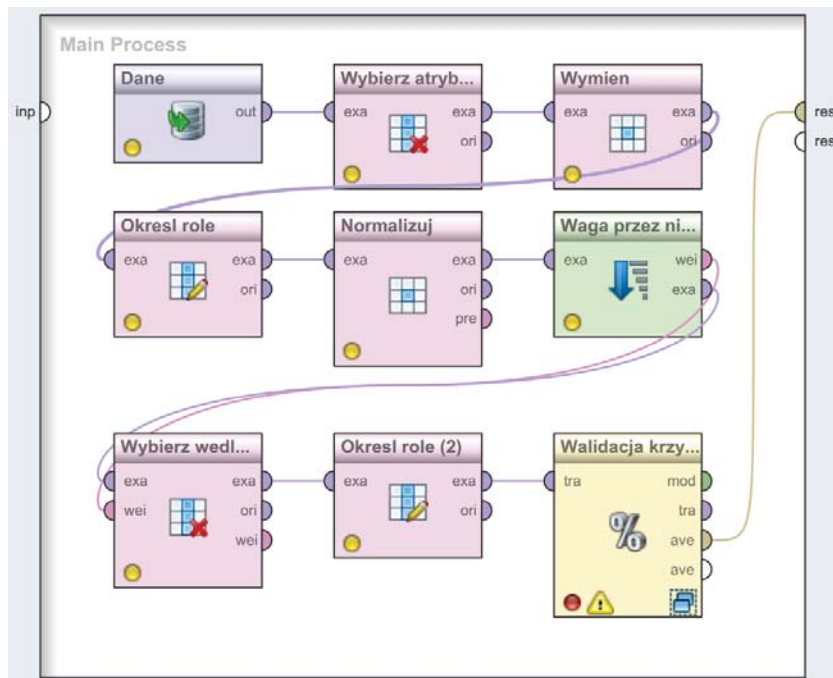 Main Process
inp
res
res
Dane
out
Wybierz atryb...
exa exa
ori
Wymien
exa exa
ori
Okresl role
exa exa
ori
Normalizuj
exa exa
ori
pre
Waga przez ni...
exa wei
exa
Wybierz wedl...
exa exa
wei ori
wei
Okresl role (2)
exa exa
ori
Walidacja krzy...
tra mod
tra
%
ave
ave